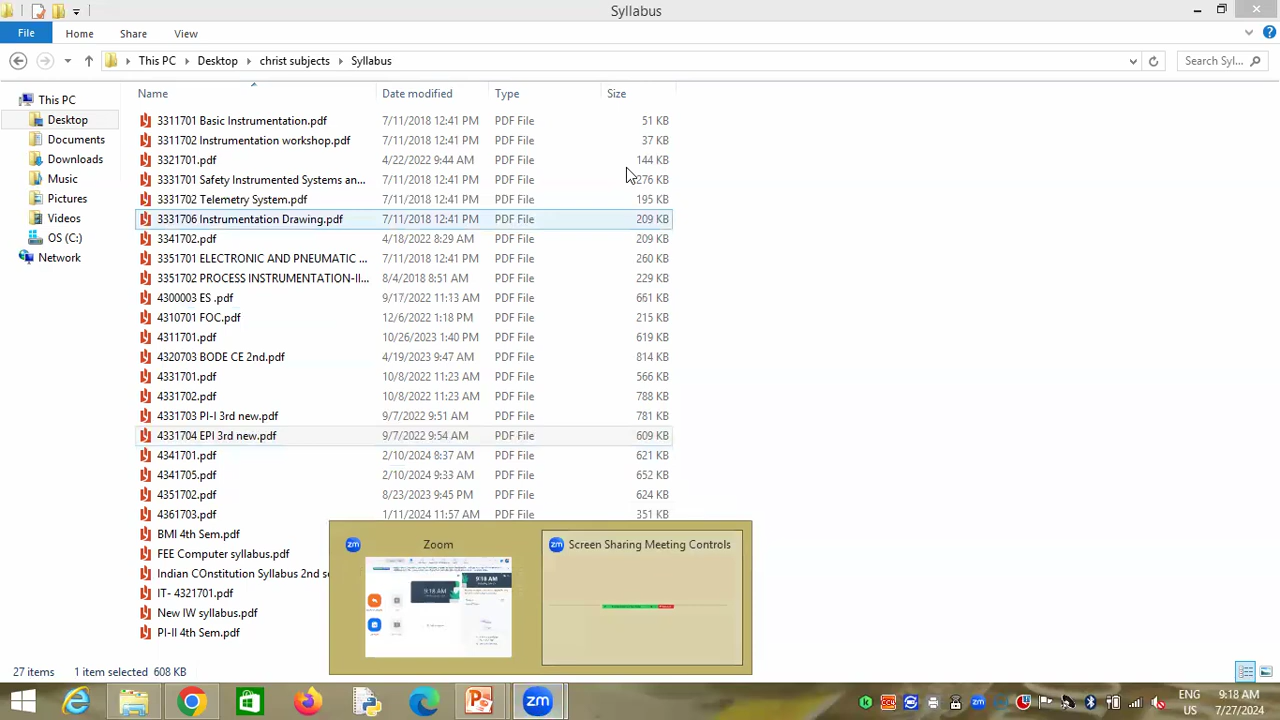 Syllabus
File Home Share View
This PC Desktop christ subjects Syllabus Search Syl...
Name Date modified Type Size
This PC
Desktop
Documents
Downloads
Music
Pictures
Videos
OS (C:)
Network
3311701 Basic Instrumentation.pdf 7/11/2018 12:41 PM PDF File 51 KB
3311702 Instrumentation workshop.pdf 7/11/2018 12:41 PM PDF File 37 KB
3321701.pdf 4/22/2022 9:44 AM PDF File 144 KB
3331701 Safety Instrumented Systems an... 7/11/2018 12:41 PM PDF File 276 KB
3331702 Telemetry System.pdf 7/11/2018 12:41 PM PDF File 195 KB
3331706 Instrumentation Drawing.pdf 7/11/2018 12:41 PM PDF File 209 KB
3341702.pdf 4/18/2022 8:29 AM PDF File 209 KB
3351701 ELECTRONIC AND PNEUMATIC ... 7/11/2018 12:41 PM PDF File 260 KB
3351702 PROCESS INSTRUMENTATION-II... 8/4/2018 8:51 AM PDF File 229 KB
4300003 ES .pdf 9/17/2022 11:13 AM PDF File 661 KB
4310701 FOC.pdf 12/6/2022 1:18 PM PDF File 215 KB
4311701.pdf 10/26/2023 1:40 PM PDF File 619 KB
4320703 BODE CE 2nd.pdf 4/19/2023 9:47 AM PDF File 814 KB
4331701.pdf 10/8/2022 11:23 AM PDF File 566 KB
4331702.pdf 10/8/2022 11:23 AM PDF File 788 KB
4331703 PI-I 3rd new.pdf 9/7/2022 9:51 AM PDF File 781 KB
4331704 EPI 3rd new.pdf 9/7/2022 9:54 AM PDF File 609 KB
4341701.pdf 2/10/2024 8:37 AM PDF File 621 KB
4341705.pdf 2/10/2024 9:33 AM PDF File 652 KB
4351702.pdf 8/23/2023 9:45 PM PDF File 624 KB
4361703.pdf 1/11/2024 11:57 AM PDF File 351 KB
BMI 4th Sem.pdf
FEE Computer syllabus.pdf
Indian Constitution Syllabus 2nd se
IT- 4321701.pdf
New IW syllabus.pdf
PI-II 4th Sem.pdf
zm Zoom
9:18 AM
9:18 AM
zm Screen Sharing Meeting Controls
27 items 1 item selected 608 KB
zm
ENG
US
9:18 AM
7/27/2024